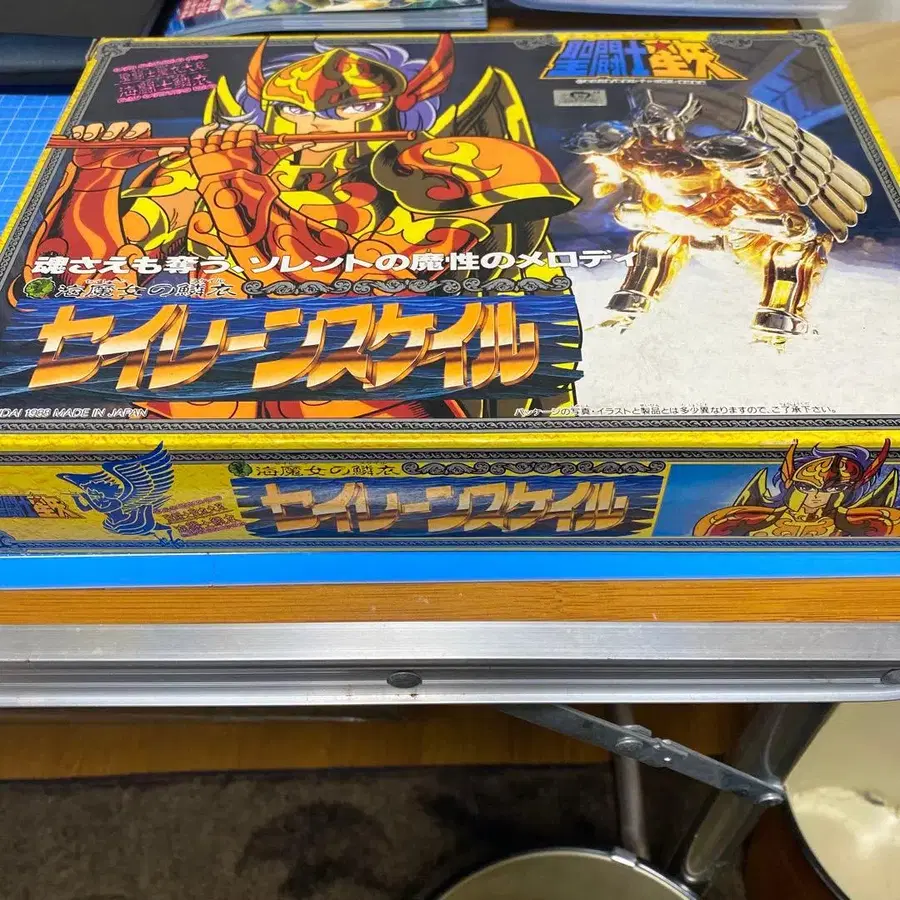 聖闘士星矢
魂さえも奪う、ソレントの魔性のメロディ
海魔女の鱗衣
セイレーンスケイル
DAI 1988 MADE IN JAPAN
パッケージの写真・イラストと製品とは多少異なりますので、ご了承下さい。
海魔女の鱗衣
セイレーンスケイル